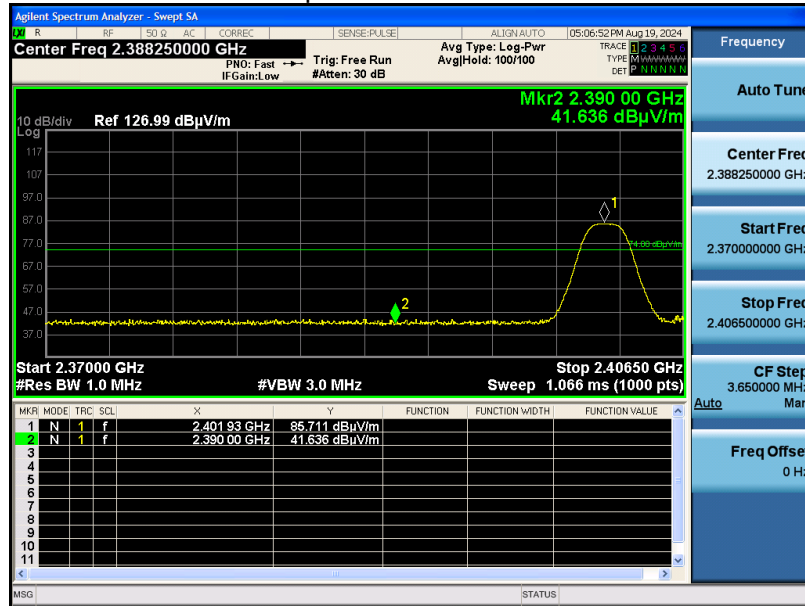 Agilent Spectrum Analyzer - Swept SA
LXI R RF 50 Ω AC CORREC SENSE:PULSE ALIGN AUTO 05:06:52 PM Aug 19, 2024
Center Freq 2.388250000 GHz
PNO: Fast
IFGain:Low
Trig: Free Run
#Atten: 30 dB
Avg Type: Log-Pwr
Avg|Hold: 100/100
TRACE 1 2 3 4 5 6
TYPE M
DET P N N N N N
Mkr2 2.390 00 GHz
41.636 dBµV/m
10 dB/div Ref 126.99 dBµV/m
Log
117
107
97.0
87.0
77.0
67.0
57.0
47.0
37.0
1
74.00 dBµV/m
2
Start 2.37000 GHz Stop 2.40650 GHz
#Res BW 1.0 MHz #VBW 3.0 MHz Sweep 1.066 ms (1000 pts)
MKR MODE TRC SCL X Y FUNCTION FUNCTION WIDTH FUNCTION VALUE
1 N 1 f 2.401 93 GHz 85.711 dBµV/m
2 N 1 f 2.390 00 GHz 41.636 dBµV/m
3
4
5
6
7
8
9
10
11
MSG STATUS
Frequency
Auto Tune
Center Freq
2.388250000 GHz
Start Freq
2.370000000 GHz
Stop Freq
2.406500000 GHz
CF Step
3.650000 MHz
Auto Man
Freq Offset
0 Hz